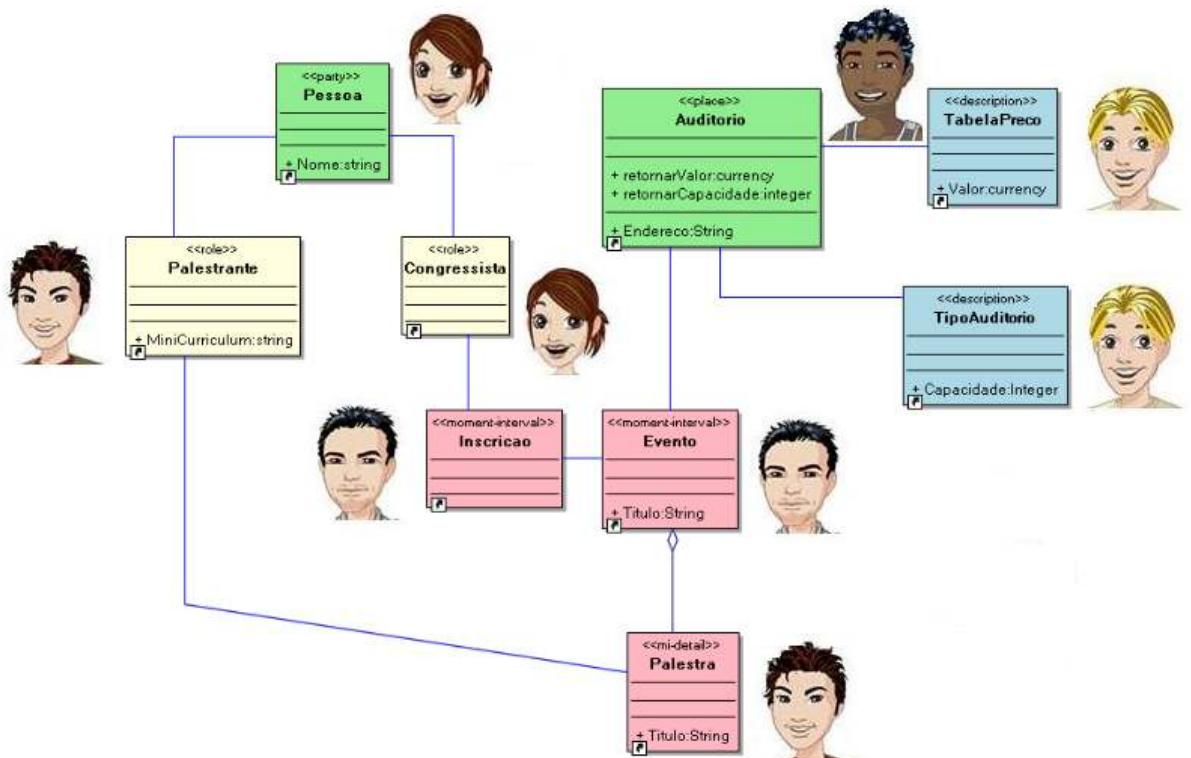 <<party>>
Pessoa
+ Nome:string
<<place>>
Auditorio
+ retornarValor:currency
+ retornarCapacidade:integer
+ Endereco:String
<<description>>
TabelaPreco
+ Valor:currency
<<role>>
Palestrante
+ MiniCurriculum:string
<<role>>
Congressista
<<description>>
TipoAuditorio
+ Capacidade:Integer
<<moment-interval>>
Inscricao
<<moment-interval>>
Evento
+ Titulo:String
<<mi-detail>>
Palestra
+ Titulo:String